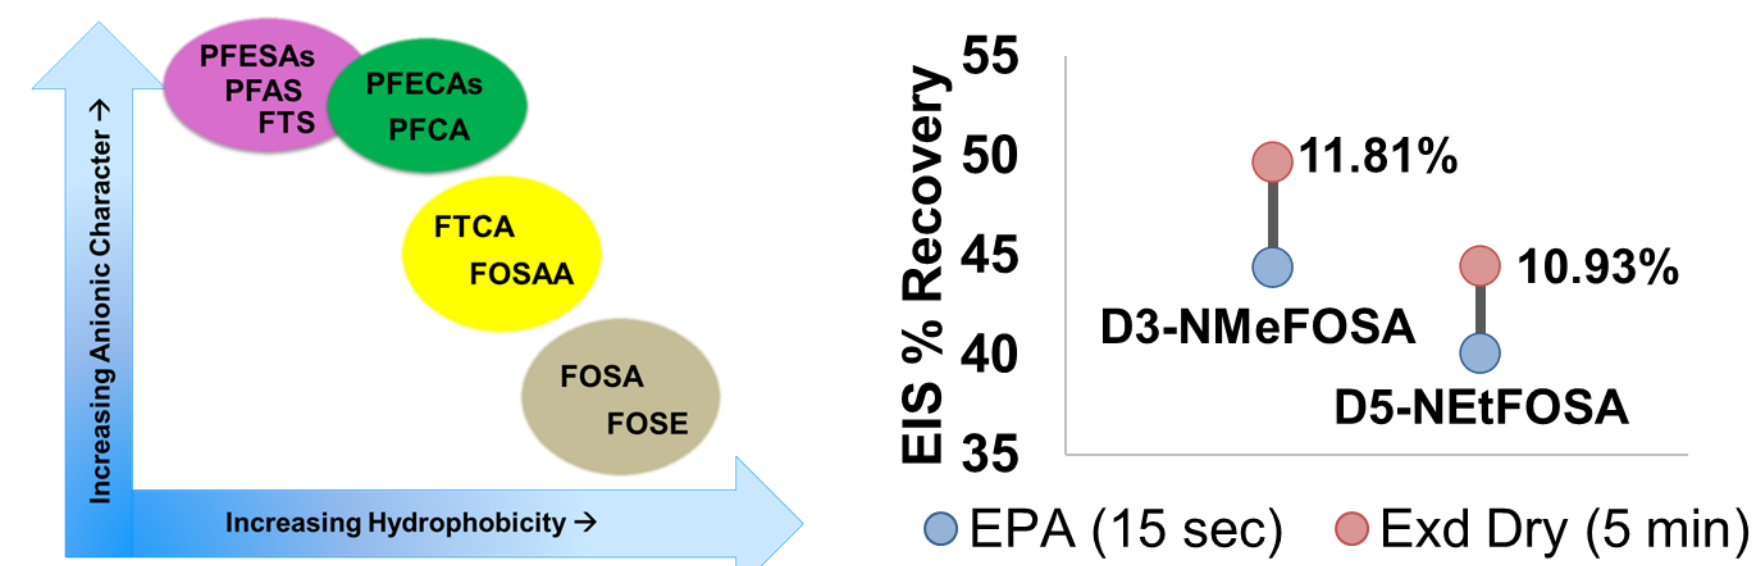 PFESAs
PFAS
FTS
PFECAs
PFCA
FTCA
FOSAA
FOSA
FOSE
Increasing Anionic Character →
Increasing Hydrophobicity →
EIS % Recovery
55
50
45
40
35
11.81%
D3-NMeFOSA
10.93%
D5-NEtFOSA
EPA (15 sec)
Exd Dry (5 min)